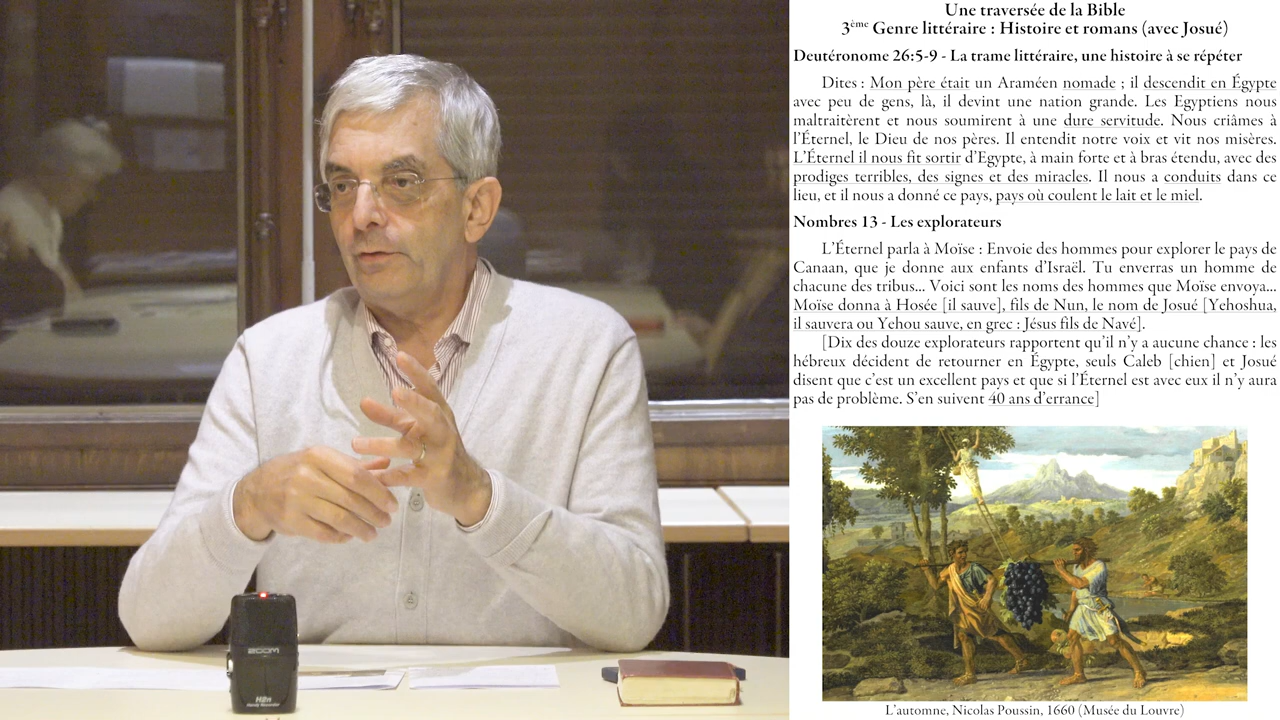 Une traversée de la Bible
3ème Genre littéraire : Histoire et romans (avec Josué)
Deutéronome 26:5-9 - La trame littéraire, une histoire à se répéter
Dites : Mon père était un Araméen nomade ; il descendit en Égypte
avec peu de gens, là, il devint une nation grande. Les Egyptiens nous
maltraitèrent et nous soumirent à une dure servitude. Nous criâmes à
l'Éternel, le Dieu de nos pères. Il entendit notre voix et vit nos misères.
L'Éternel il nous fit sortir d'Egypte, à main forte et à bras étendu, avec des
prodiges terribles, des signes et des miracles. Il nous a conduits dans ce
lieu, et il nous a donné ce pays, pays où coulent le lait et le miel.
Nombres 13 - Les explorateurs
L'Éternel parla à Moïse : Envoie des hommes pour explorer le pays de
Canaan, que je donne aux enfants d'Israël. Tu enverras un homme de
chacune des tribus... Voici sont les noms des hommes que Moïse envoya...
Moïse donna à Hosée [il sauve], fils de Nun, le nom de Josué [Yehoshua,
il sauvera ou Yehou sauve, en grec : Jésus fils de Navé].
[Dix des douze explorateurs rapportent qu'il n'y a aucune chance : les
hébreux décident de retourner en Égypte, seuls Caleb [chien] et Josué
disent que c'est un excellent pays et que si l'Éternel est avec eux il n'y aura
pas de problème. S'en suivent 40 ans d'errance]
L'automne, Nicolas Poussin, 1660 (Musée du Louvre)
ZOOM
H2n
Handy Recorder